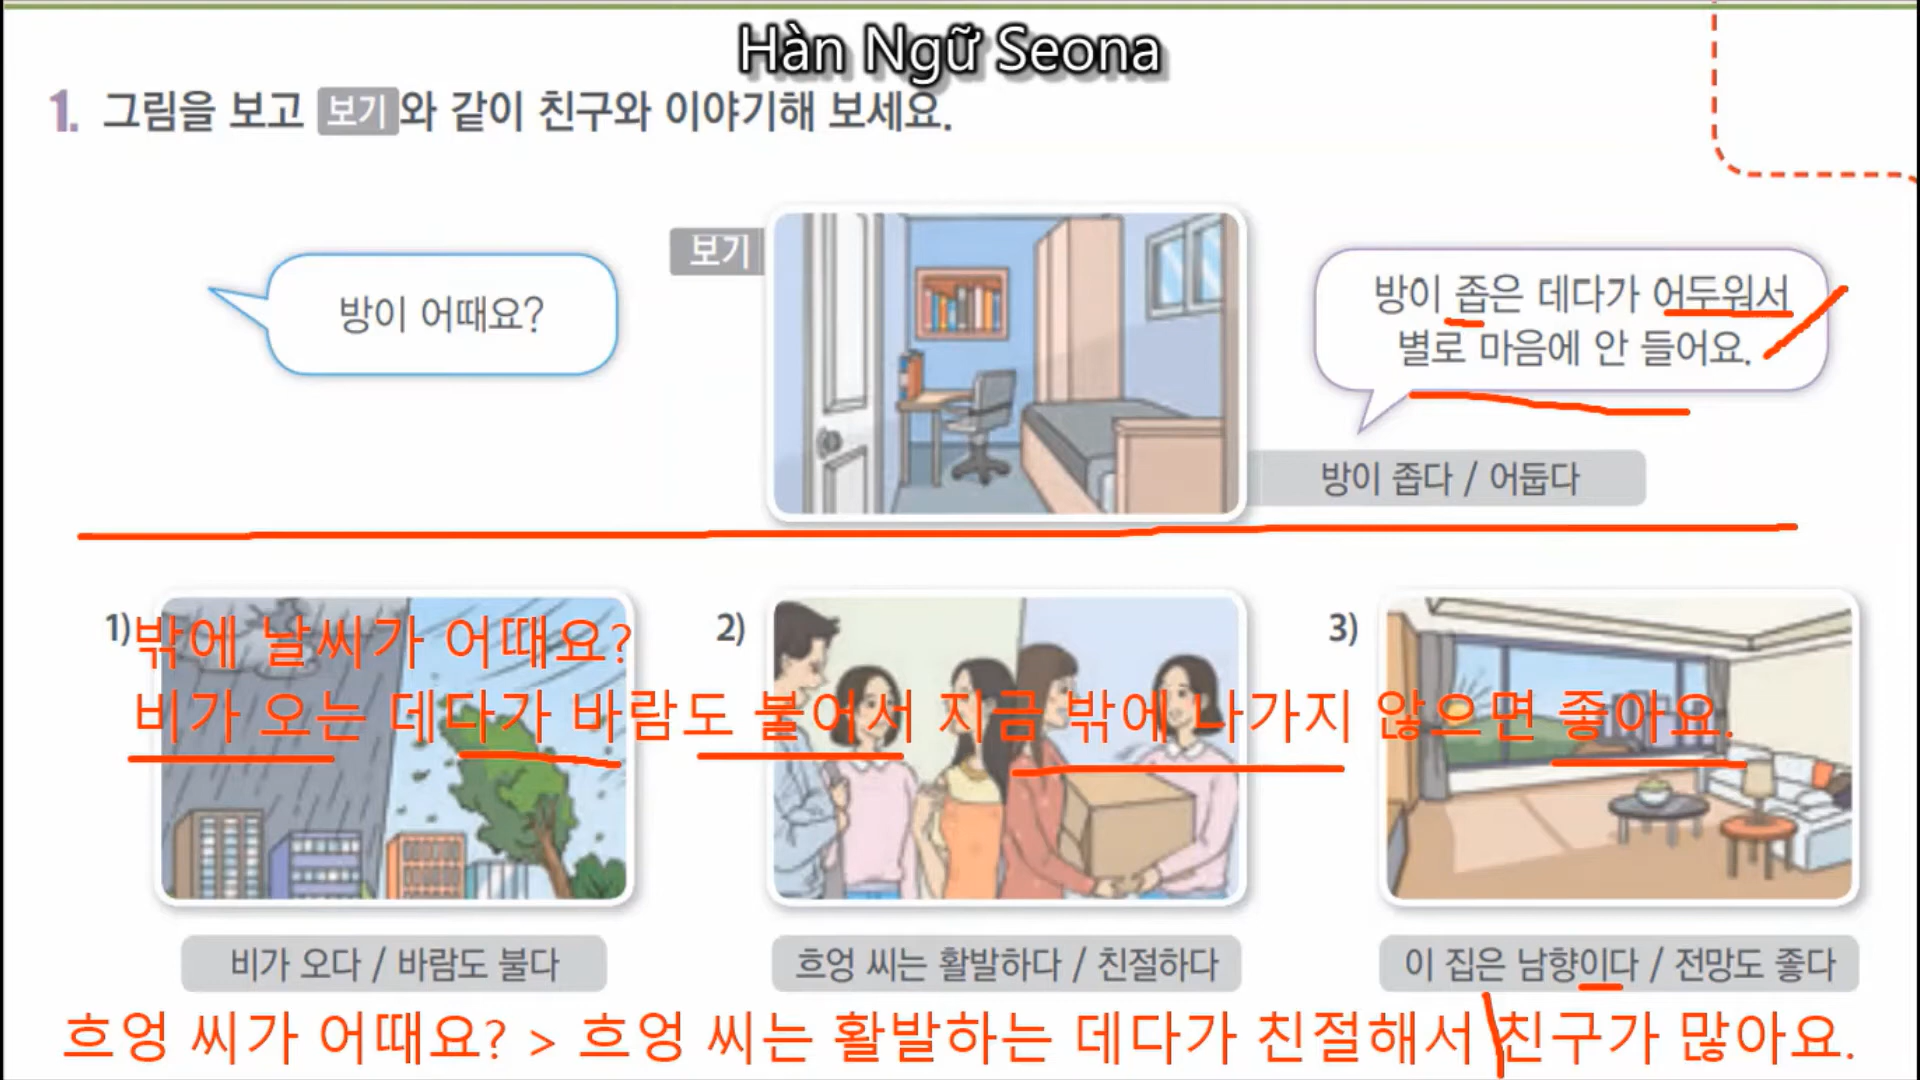 Hàn Ngữ Seona
1. 그림을 보고 보기와 같이 친구와 이야기해 보세요.
보기
방이 어때요?
방이 좁은 데다가 어두워서
별로 마음에 안 들어요.
방이 좁다 / 어둡다
1) 밖에 날씨가 어때요?
2)
3)
비가 오는 데다가 바람도 불어서 지금 밖에 나가지 않으면 좋아요.
비가 오다 / 바람도 불다
흐엉 씨는 활발하다 / 친절하다
이 집은 남향이다 / 전망도 좋다
흐엉 씨가 어때요? > 흐엉 씨는 활발하는 데다가 친절해서 친구가 많아요.